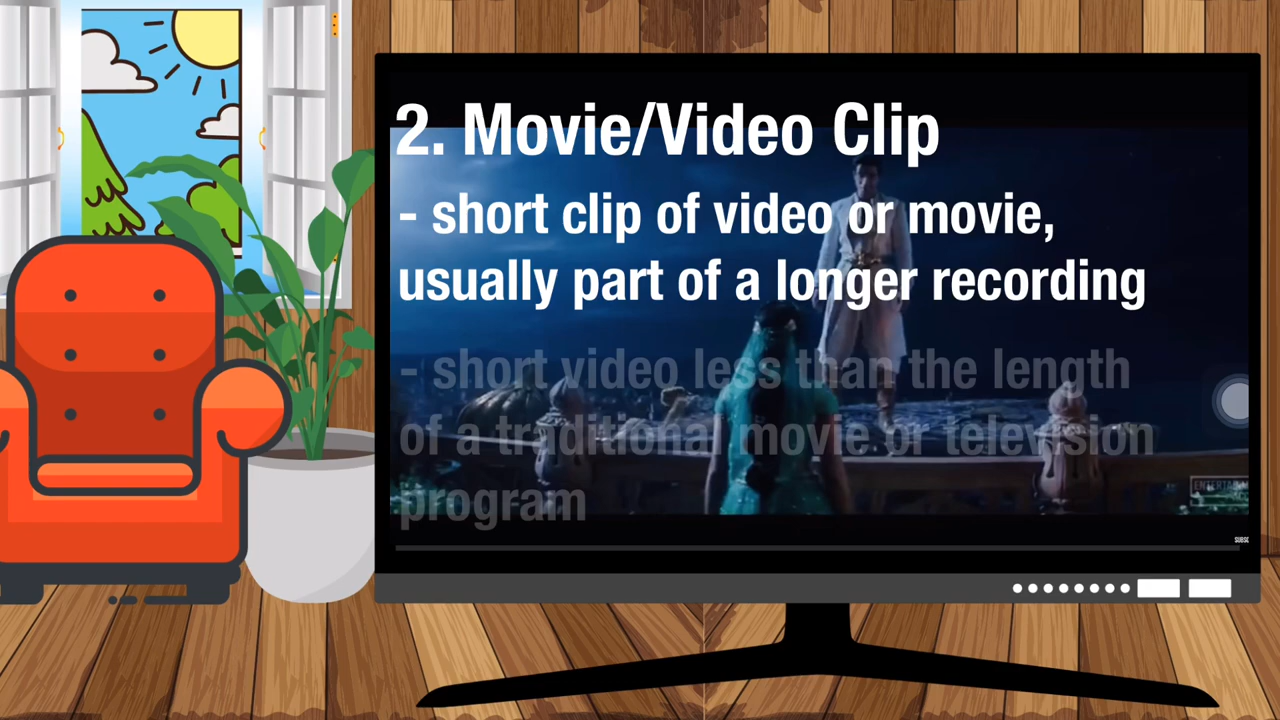 2. Movie/Video Clip
- short clip of video or movie,
usually part of a longer recording
- short video less than the length
of a traditional movie or television
program